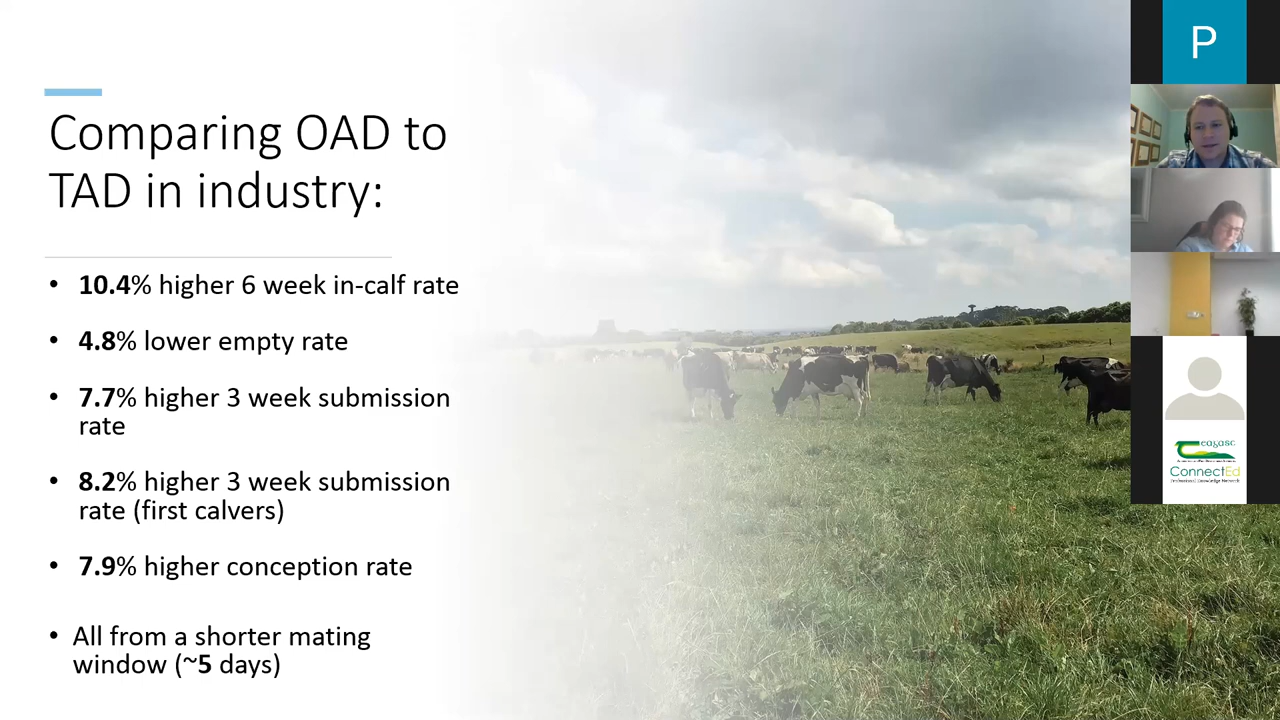 Comparing OAD to
TAD in industry:
• 10.4% higher 6 week in-calf rate
• 4.8% lower empty rate
• 7.7% higher 3 week submission
rate
• 8.2% higher 3 week submission
rate (first calvers)
• 7.9% higher conception rate
• All from a shorter mating
window (~5 days)
P
eagasc
ConnectEd